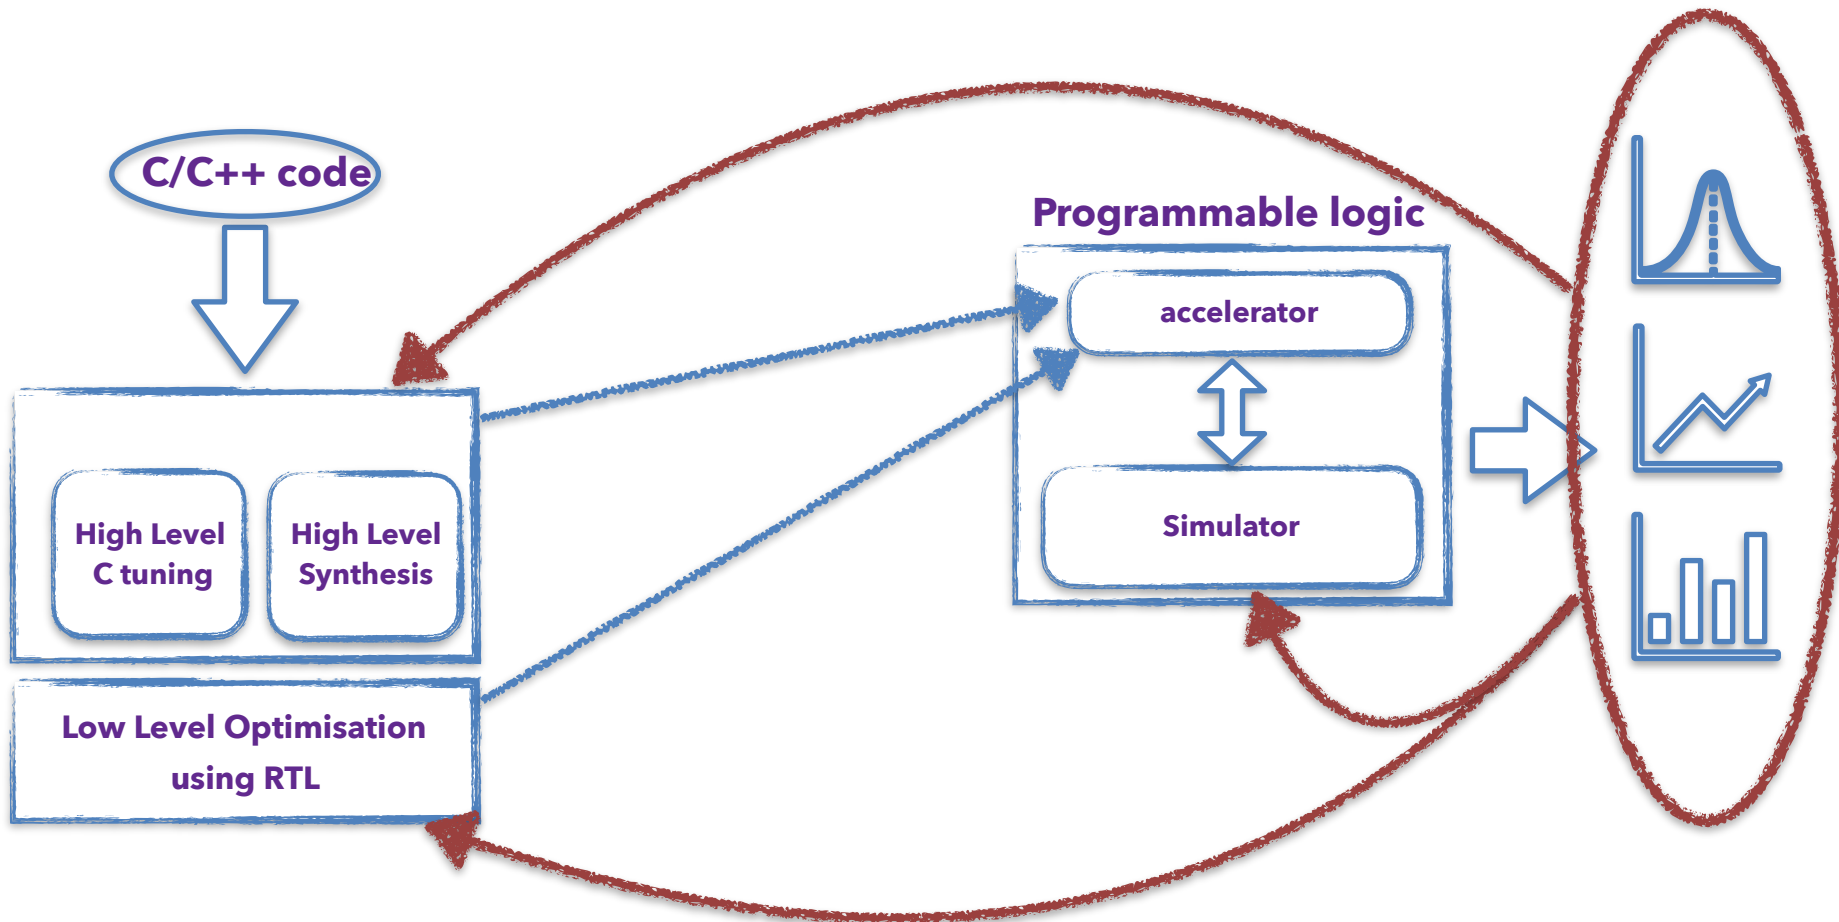 C/C++ code
Programmable logic
accelerator
High Level
C tuning
High Level
Synthesis
Simulator
Low Level Optimisation
using RTL